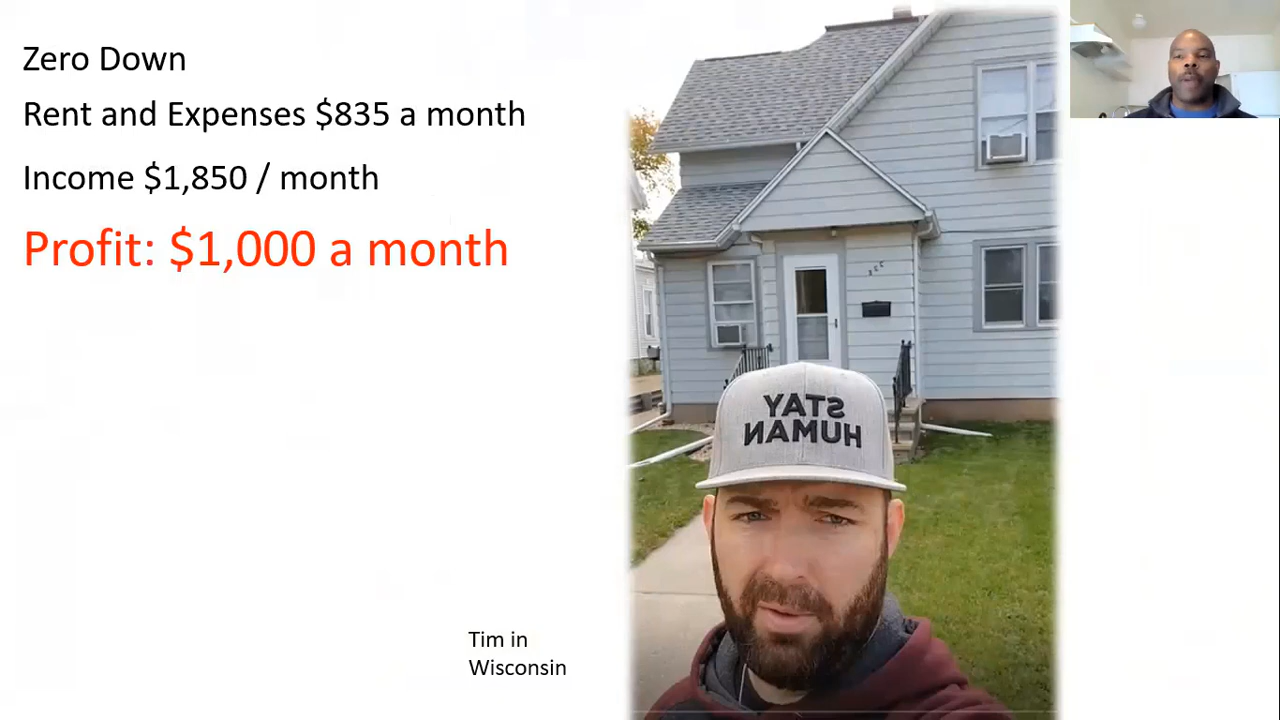 Zero Down
Rent and Expenses $835 a month
Income $1,850 / month
Profit: $1,000 a month
STAY
HUMAN
Tim in
Wisconsin